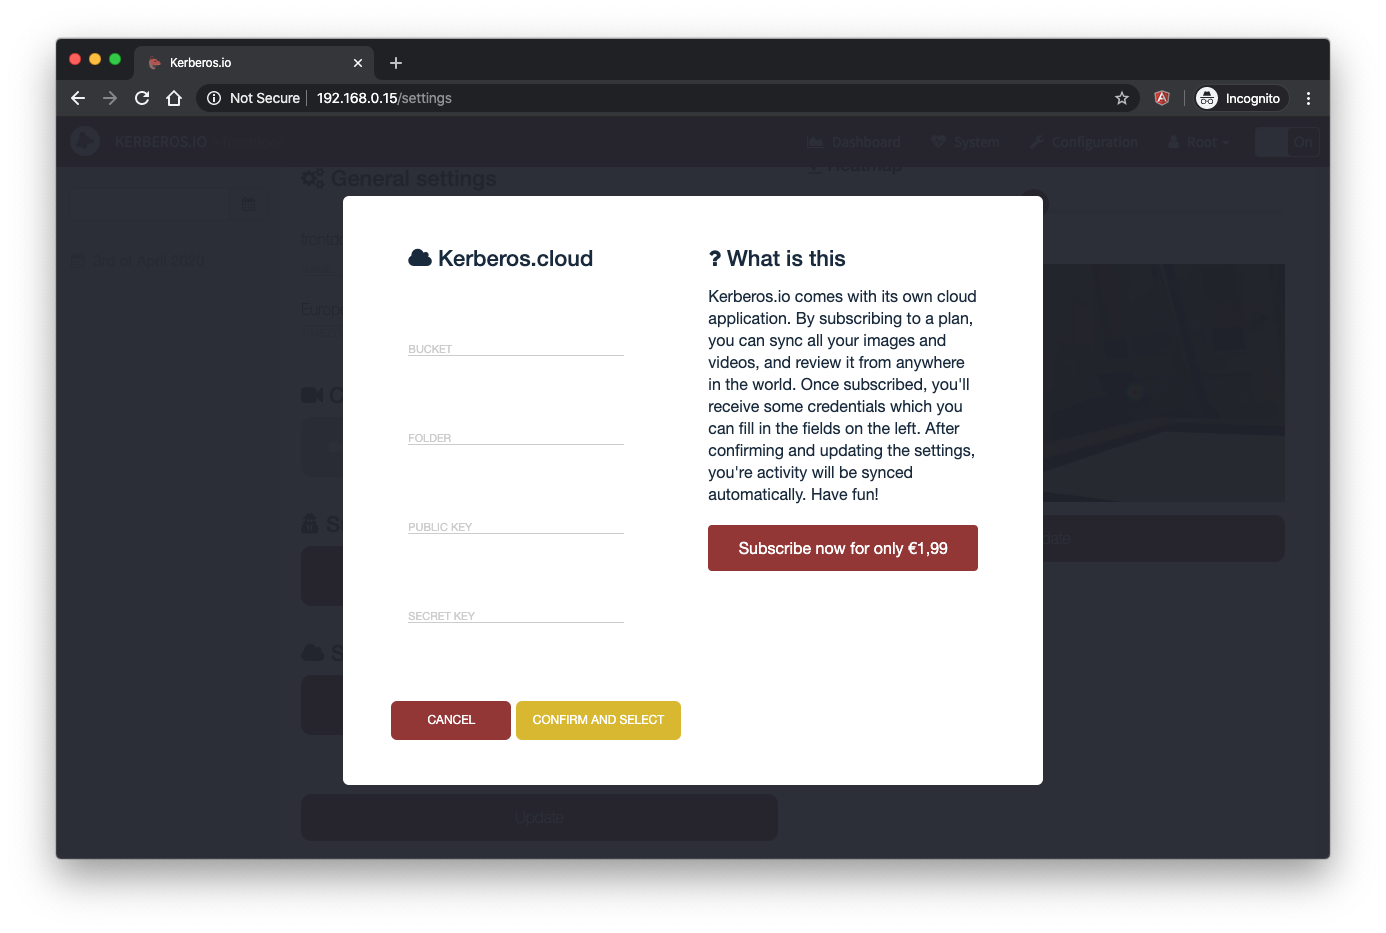 Kerberos.io
Not Secure
192.168.0.15/settings
Incognito
KERBEROS.IO
Dashboard
System
Configuration
Root
On
General settings
Roadmap
3rd of April 2020
Kerberos.cloud
BUCKET
FOLDER
PUBLIC KEY
SECRET KEY
CANCEL
CONFIRM AND SELECT
? What is this
Kerberos.io comes with its own cloud
application. By subscribing to a plan,
you can sync all your images and
videos, and review it from anywhere
in the world. Once subscribed, you'll
receive some credentials which you
can fill in the fields on the left. After
confirming and updating the settings,
you're activity will be synced
automatically. Have fun!
Subscribe now for only €1,99
Update